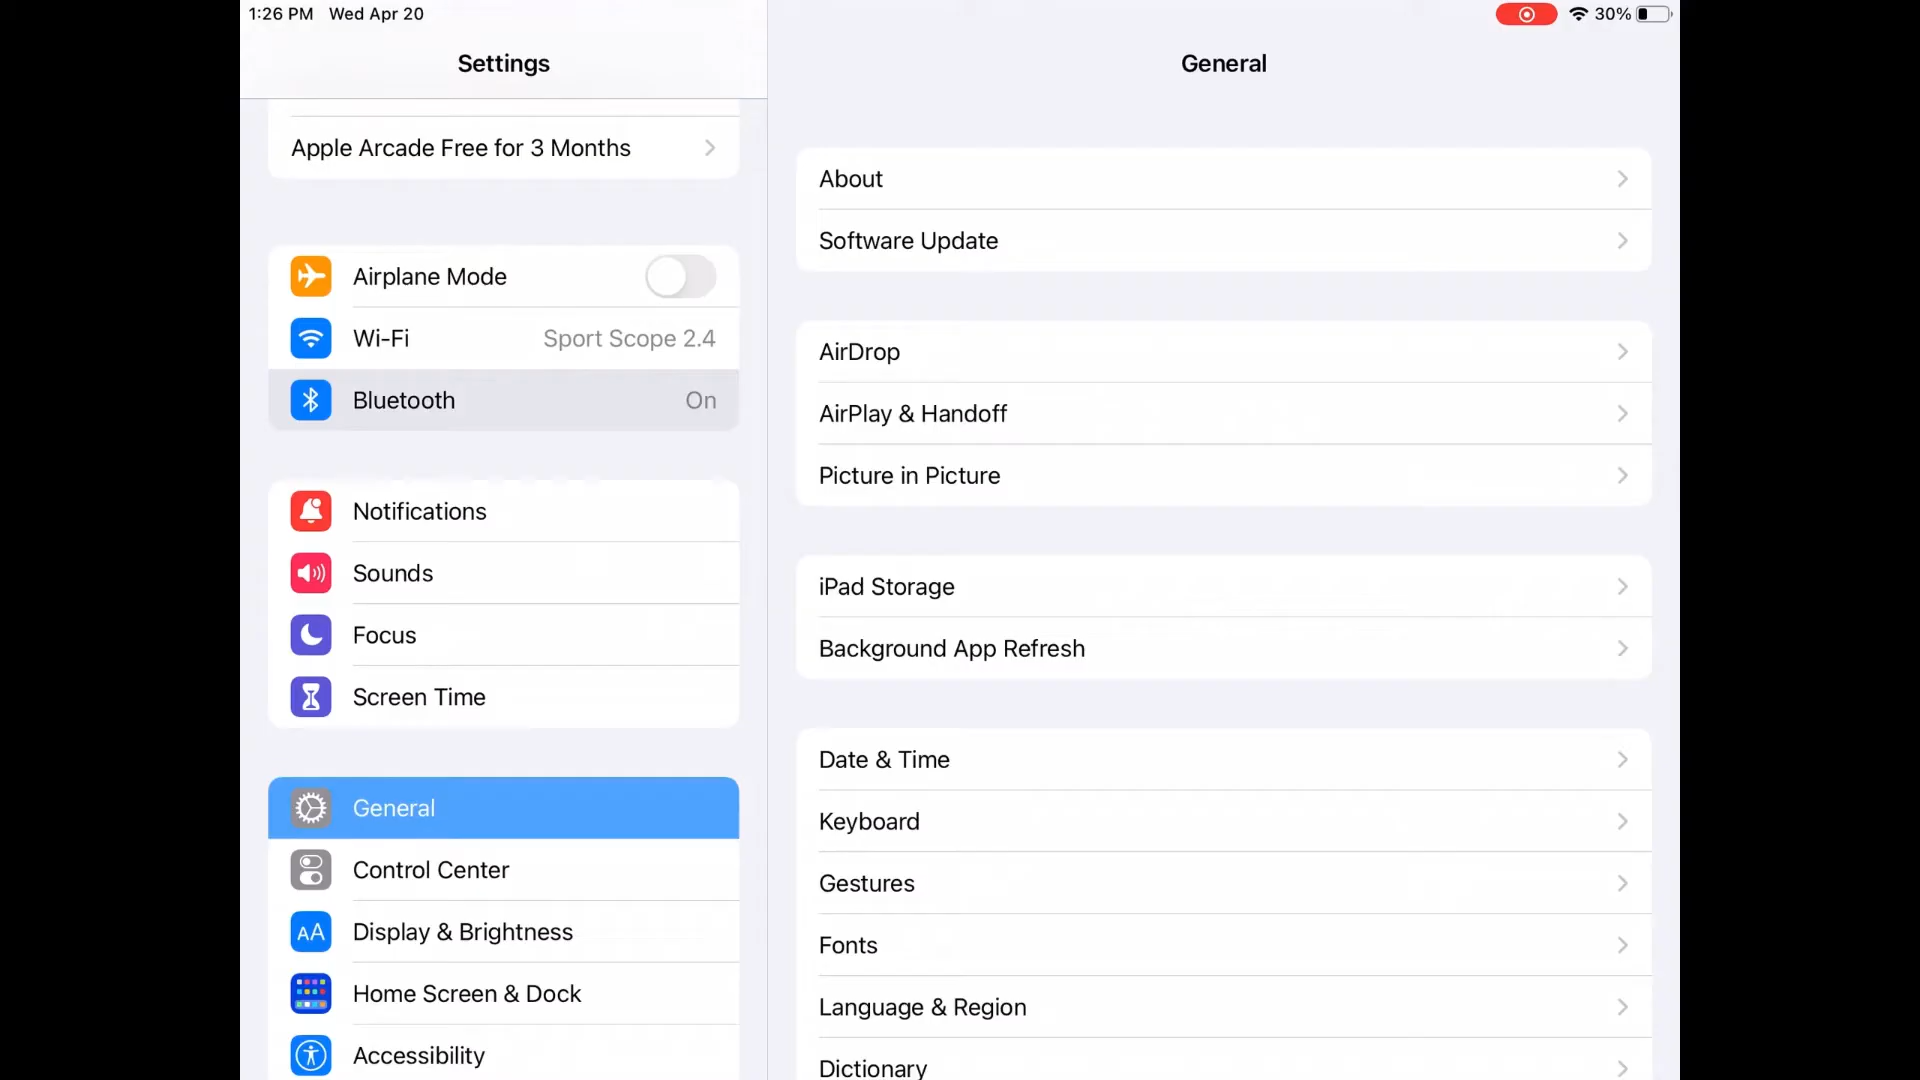 1:26 PM Wed Apr 20
30%
Settings
Apple Arcade Free for 3 Months
Airplane Mode
Wi-Fi Sport Scope 2.4
Bluetooth On
Notifications
Sounds
Focus
Screen Time
General
Control Center
AA Display & Brightness
Home Screen & Dock
Accessibility
General
About
Software Update
AirDrop
AirPlay & Handoff
Picture in Picture
iPad Storage
Background App Refresh
Date & Time
Keyboard
Gestures
Fonts
Language & Region
Dictionary